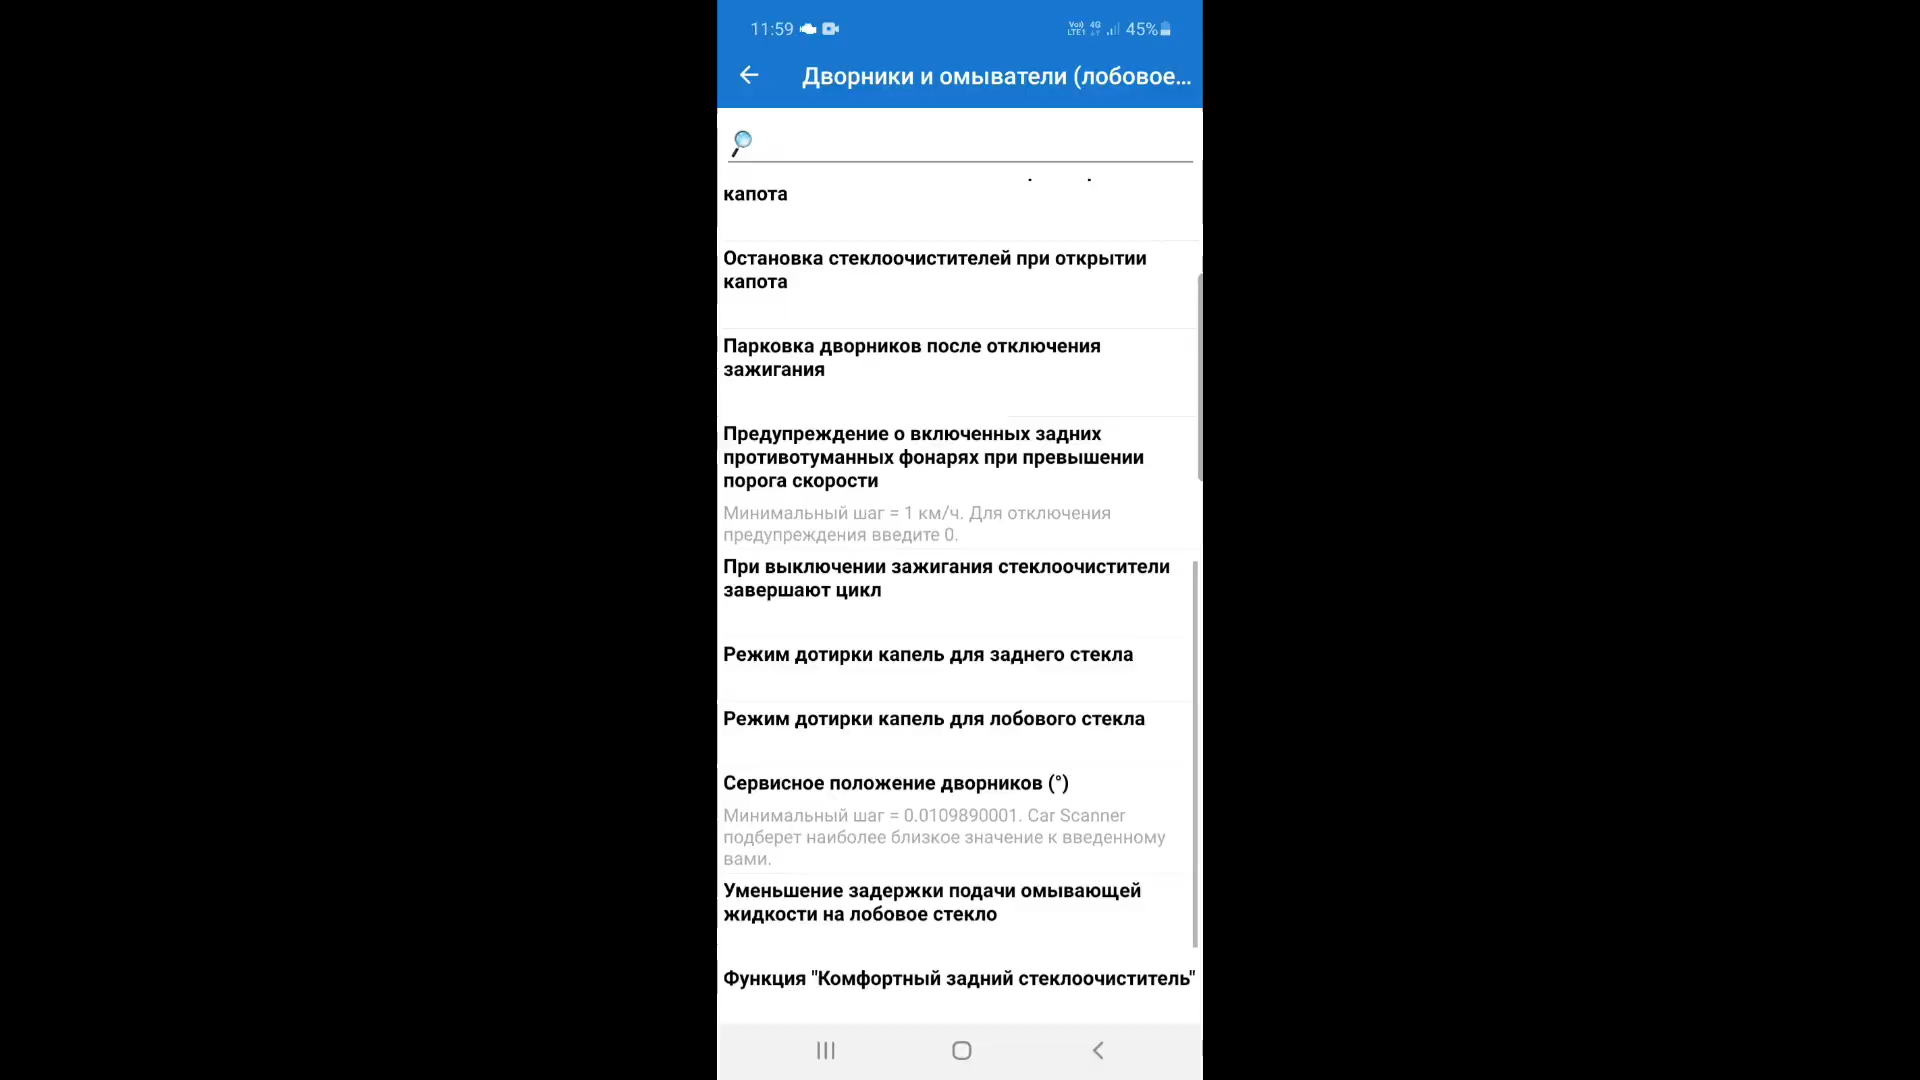 11:59
Vo) 4G
LTE1
45%
Дворники и омыватели (лобовое...
капота
Остановка стеклоочистителей при открытии
капота
Парковка дворников после отключения
зажигания
Предупреждение о включенных задних
противотуманных фонарях при превышении
порога скорости
Минимальный шаг = 1 км/ч. Для отключения
предупреждения введите 0.
При выключении зажигания стеклоочистители
завершают цикл
Режим дотирки капель для заднего стекла
Режим дотирки капель для лобового стекла
Сервисное положение дворников (°)
Минимальный шаг = 0.0109890001. Car Scanner
подберет наиболее близкое значение к введенному
вами.
Уменьшение задержки подачи омывающей
жидкости на лобовое стекло
Функция "Комфортный задний стеклоочиститель"